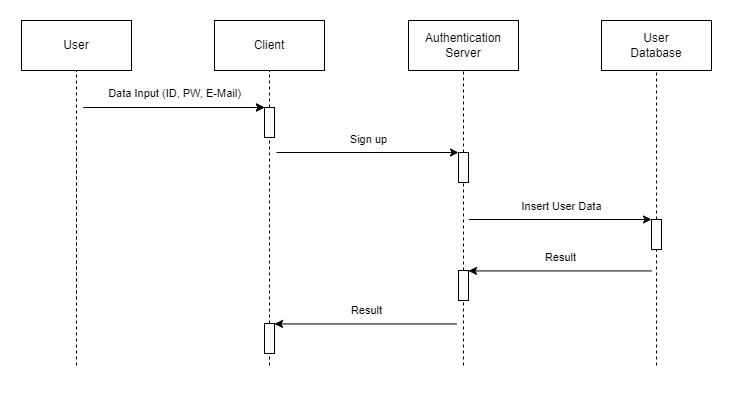 User
Client
Authentication
Server
User
Database
Data Input (ID, PW, E-Mail)
Sign up
Insert User Data
Result
Result